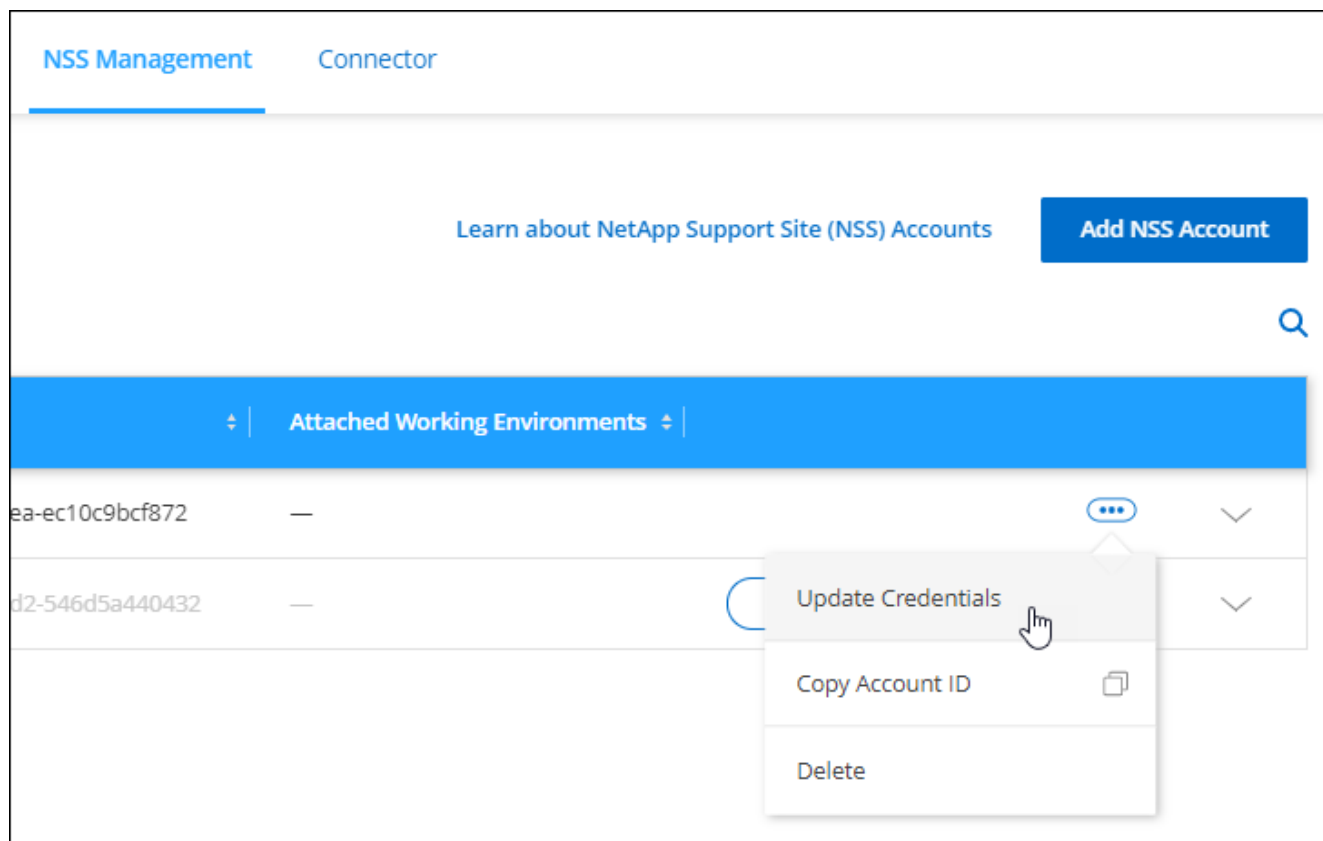 NSS Management Connector
Learn about NetApp Support Site (NSS) Accounts Add NSS Account
Attached Working Environments
ea-ec10c9bcf872 —
d2-546d5a440432 —
Update Credentials
Copy Account ID
Delete